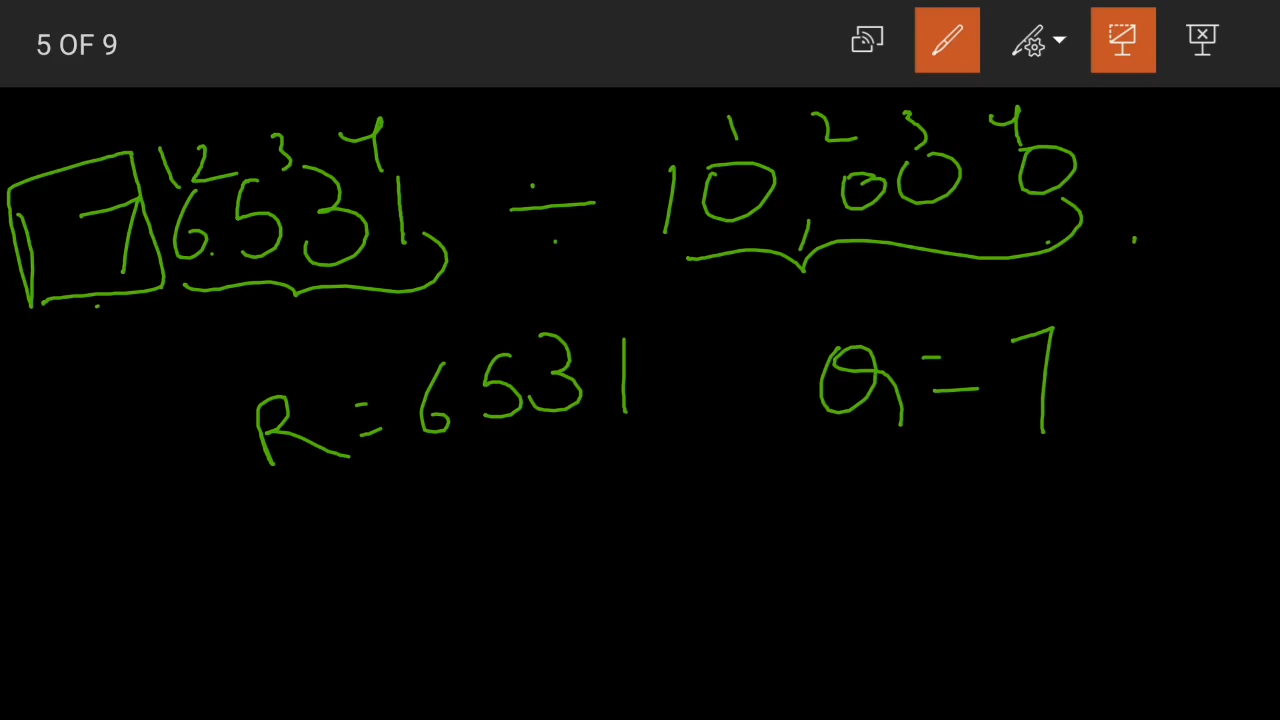 5 OF 9
1 2 3 4 1 2 3 4
76531 ÷ 10,000.
R = 6531 Q = 7